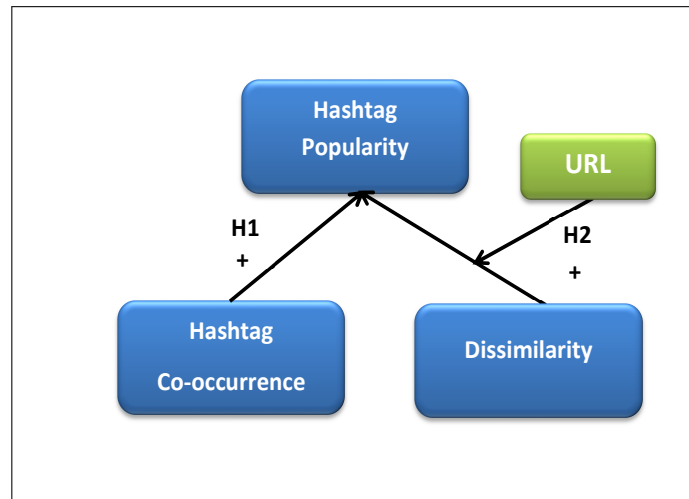 Hashtag
Popularity
URL
H1
+
H2
+
Hashtag
Co-occurrence
Dissimilarity